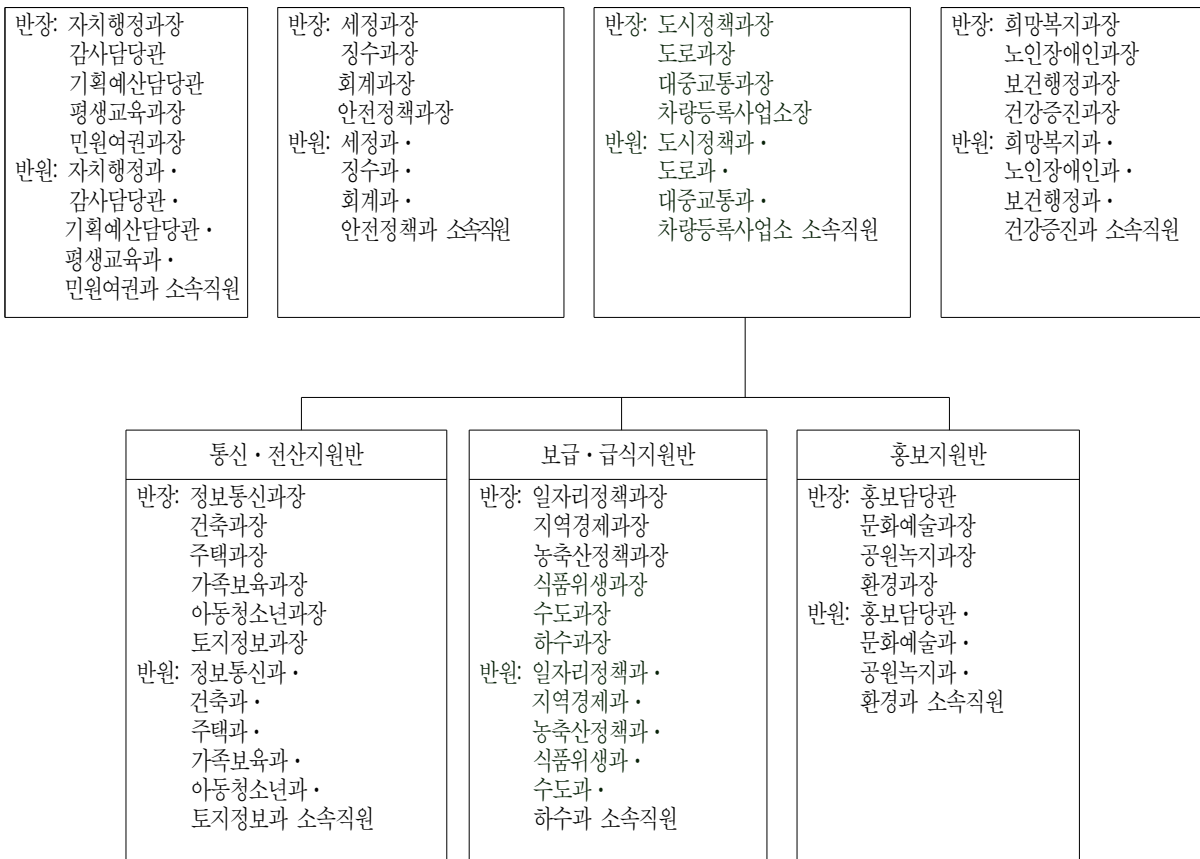 반장: 자치행정과장
감사담당관
기획예산담당관
평생교육과장
민원여권과장
반원: 자치행정과・
감사담당관・
기획예산담당관・
평생교육과・
민원여권과 소속직원
반장: 세정과장
징수과장
회계과장
안전정책과장
반원: 세정과・
징수과・
회계과・
안전정책과 소속직원
반장: 도시정책과장
도로과장
대중교통과장
차량등록사업소장
반원: 도시정책과・
도로과・
대중교통과・
차량등록사업소 소속직원
반장: 희망복지과장
노인장애인과장
보건행정과장
건강증진과장
반원: 희망복지과・
노인장애인과・
보건행정과・
건강증진과 소속직원
통신・전산지원반
반장: 정보통신과장
건축과장
주택과장
가족보육과장
아동청소년과장
토지정보과장
반원: 정보통신과・
건축과・
주택과・
가족보육과・
아동청소년과・
토지정보과 소속직원
보급・급식지원반
반장: 일자리정책과장
지역경제과장
농축산정책과장
식품위생과장
수도과장
하수과장
반원: 일자리정책과・
지역경제과・
농축산정책과・
식품위생과・
수도과・
하수과 소속직원
홍보지원반
반장: 홍보담당관
문화예술과장
공원녹지과장
환경과장
반원: 홍보담당관・
문화예술과・
공원녹지과・
환경과 소속직원